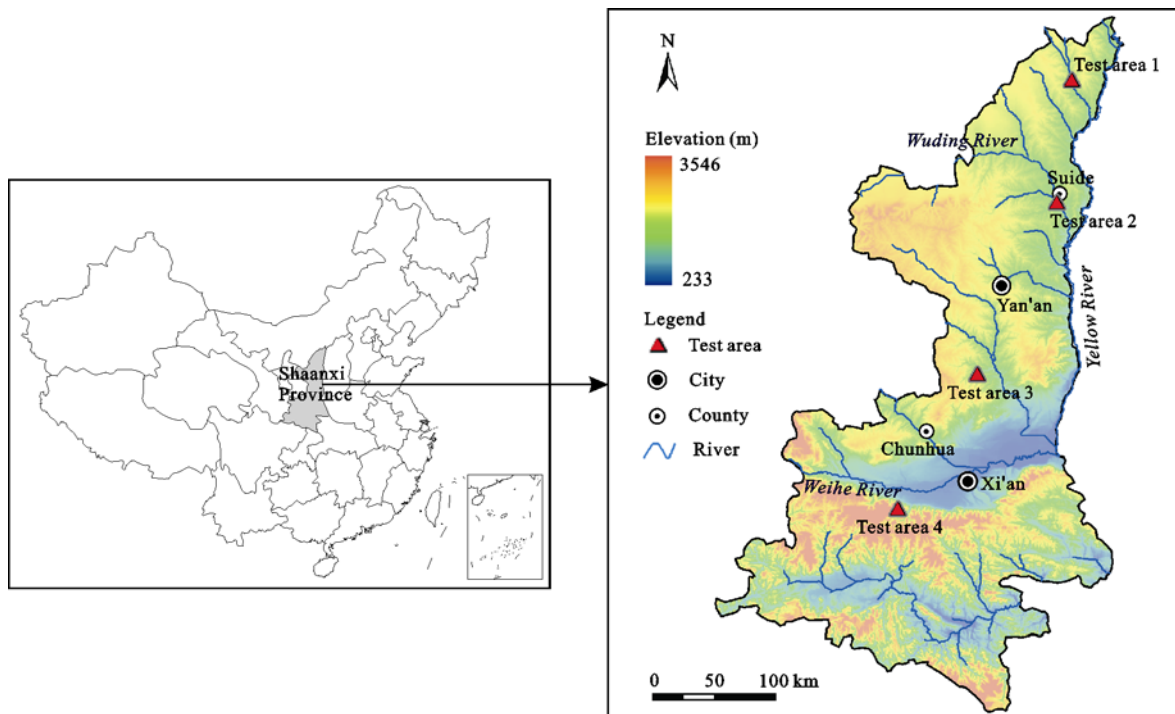 Shaanxi
Province
N
Elevation (m)
3546
233
Legend
Test area
City
County
River
Test area 1
Wuding River
Suide
Test area 2
Yan'an
Yellow River
Test area 3
Chunhua
Weihe River
Xi'an
Test area 4
0 50 100 km